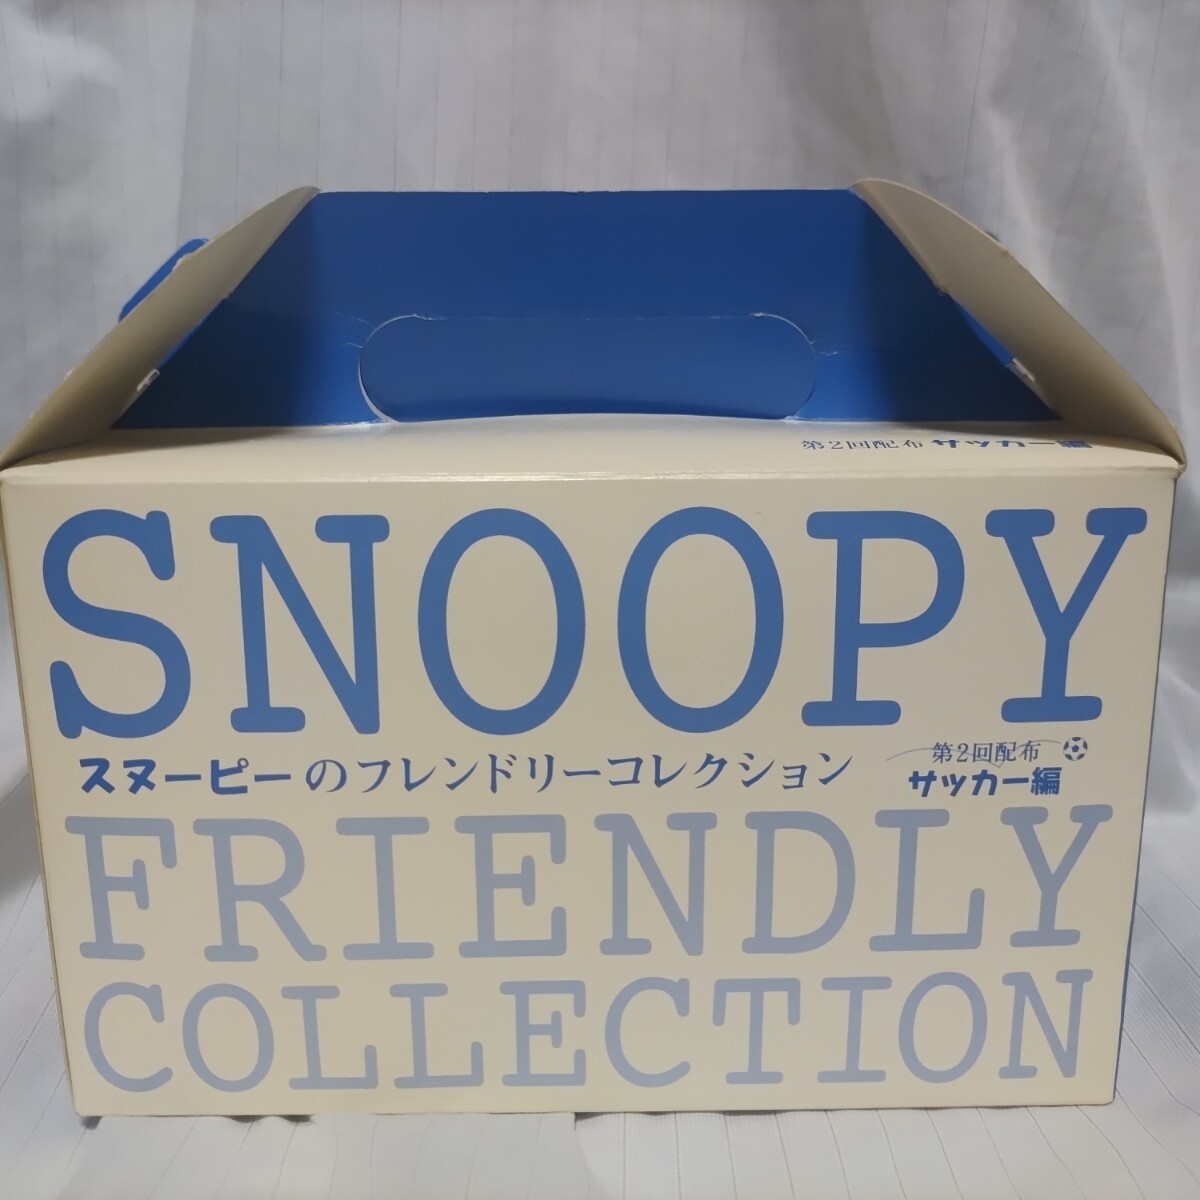 第2回配布 サッカー編
SNOOPY
スヌーピーのフレンドリーコレクション
第2回配布
サッカー編
FRIENDLY
COLLECTION